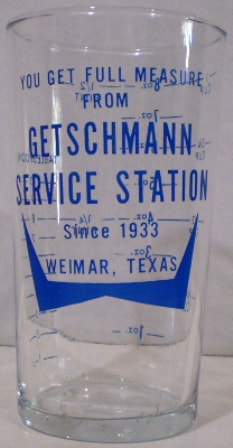 YOU GET FULL MEASURE
FROM
GETSCHMANN
SERVICE STATION
Since 1933
WEIMAR, TEXAS